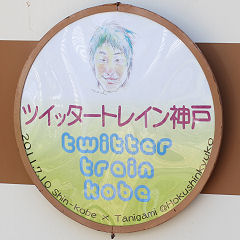 ツイッタートレイン神戸
twitter
train
kobe
2011.7.10 Shin-Kobe × Tanigami @Hokushinkyuko